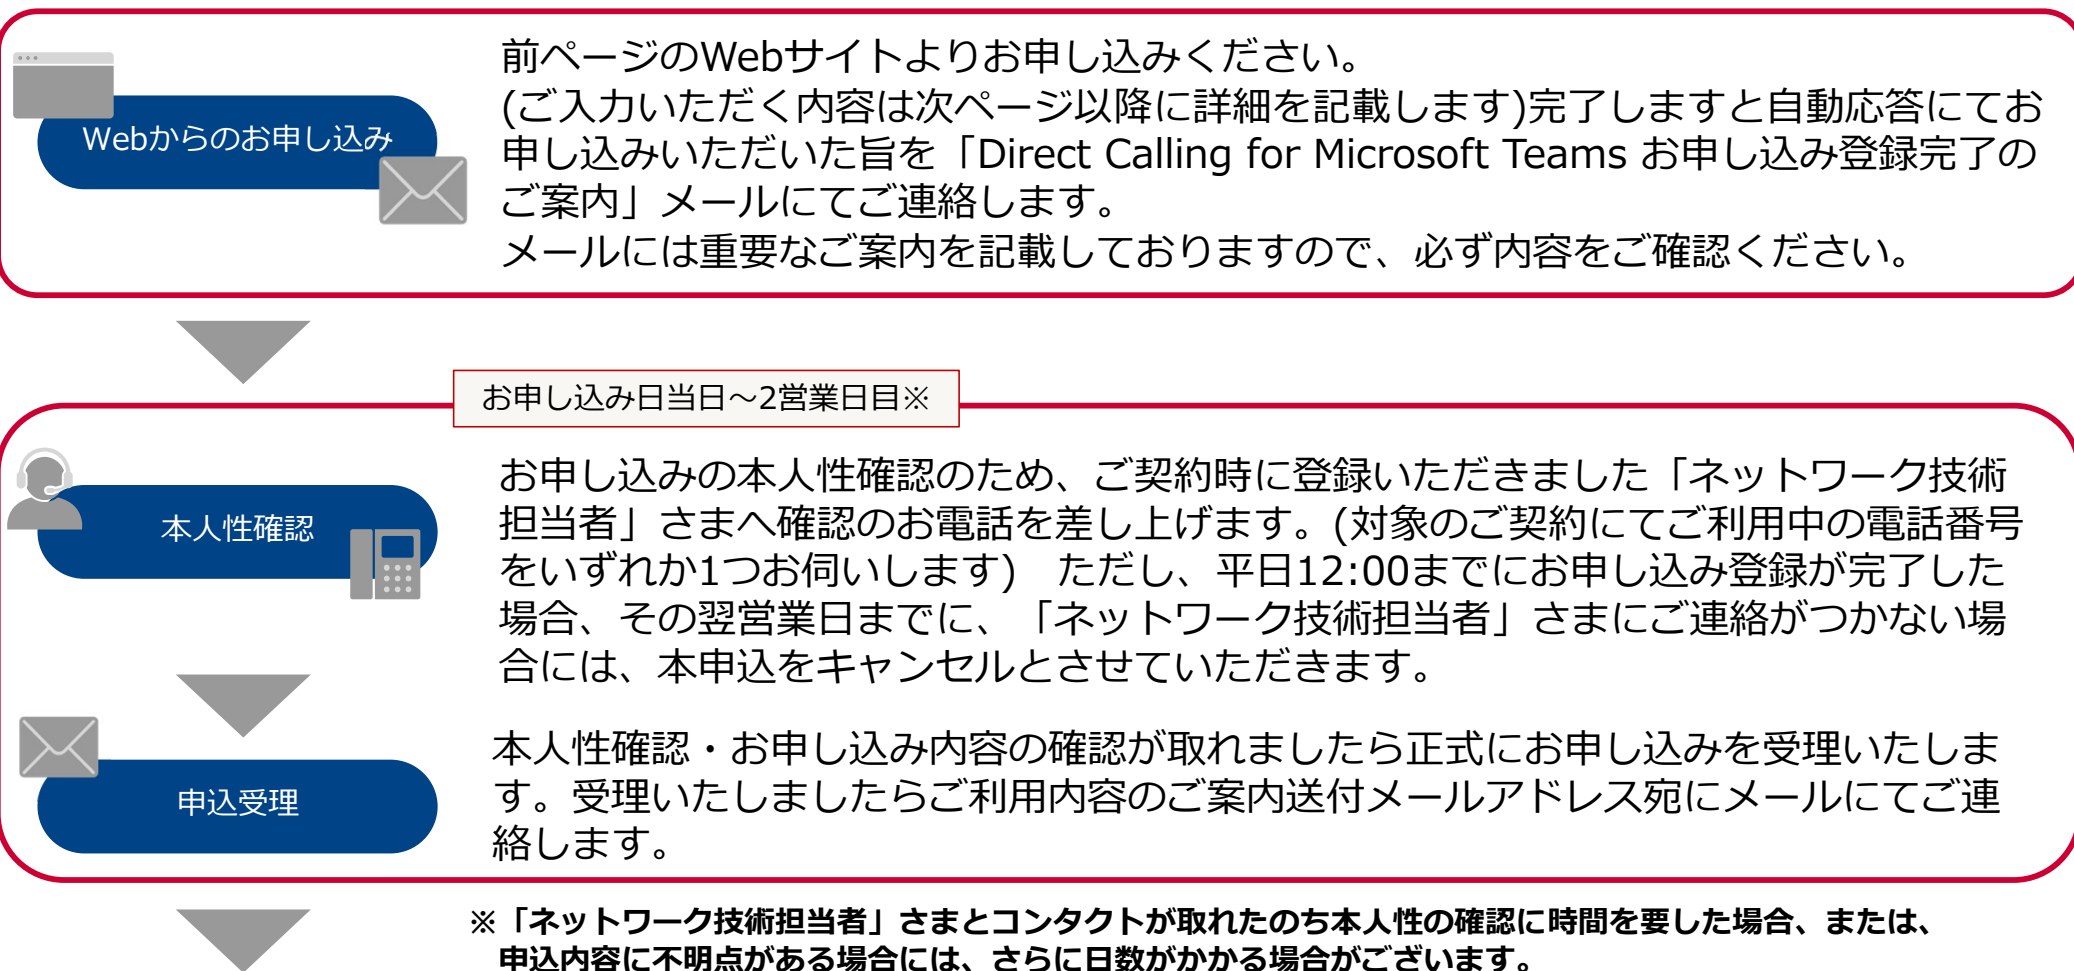 Webからのお申し込み
前ページのWebサイトよりお申し込みください。
(ご入力いただく内容は次ページ以降に詳細を記載します)完了しますと自動応答にてお
申し込みいただいた旨を「Direct Calling for Microsoft Teams お申し込み登録完了の
ご案内」メールにてご連絡します。
メールには重要なご案内を記載しておりますので、必ず内容をご確認ください。
お申し込み日当日～2営業日目※
本人性確認
お申し込みの本人性確認のため、ご契約時に登録いただきました「ネットワーク技術
担当者」さまへ確認のお電話を差し上げます。(対象のご契約にてご利用中の電話番号
をいずれか1つお伺いします)　ただし、平日12:00までにお申し込み登録が完了した
場合、その翌営業日までに、「ネットワーク技術担当者」さまにご連絡がつかない場
合には、本申込をキャンセルとさせていただきます。
申込受理
本人性確認・お申し込み内容の確認が取れましたら正式にお申し込みを受理いたしま
す。受理いたしましたらご利用内容のご案内送付メールアドレス宛にメールにてご連
絡します。
※「ネットワーク技術担当者」さまとコンタクトが取れたのち本人性の確認に時間を要した場合、または、
申込内容に不明点がある場合には、さらに日数がかかる場合がございます。